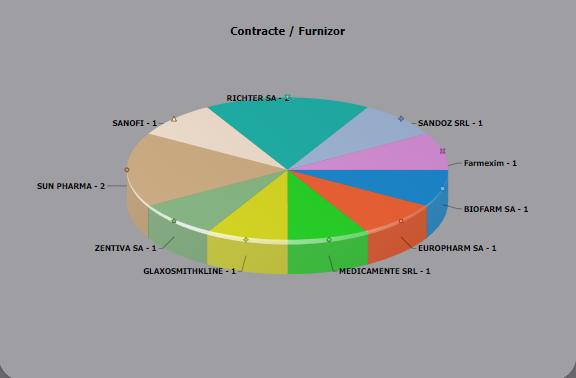 Contracte / Furnizor
RICHTER SA - 2
SANOFI - 1
SANDOZ SRL - 1
Farmexim - 1
SUN PHARMA - 2
BIOFARM SA - 1
ZENTIVA SA - 1
EUROPHARM SA - 1
GLAXOSMITHKLINE - 1
MEDICAMENTE SRL - 1